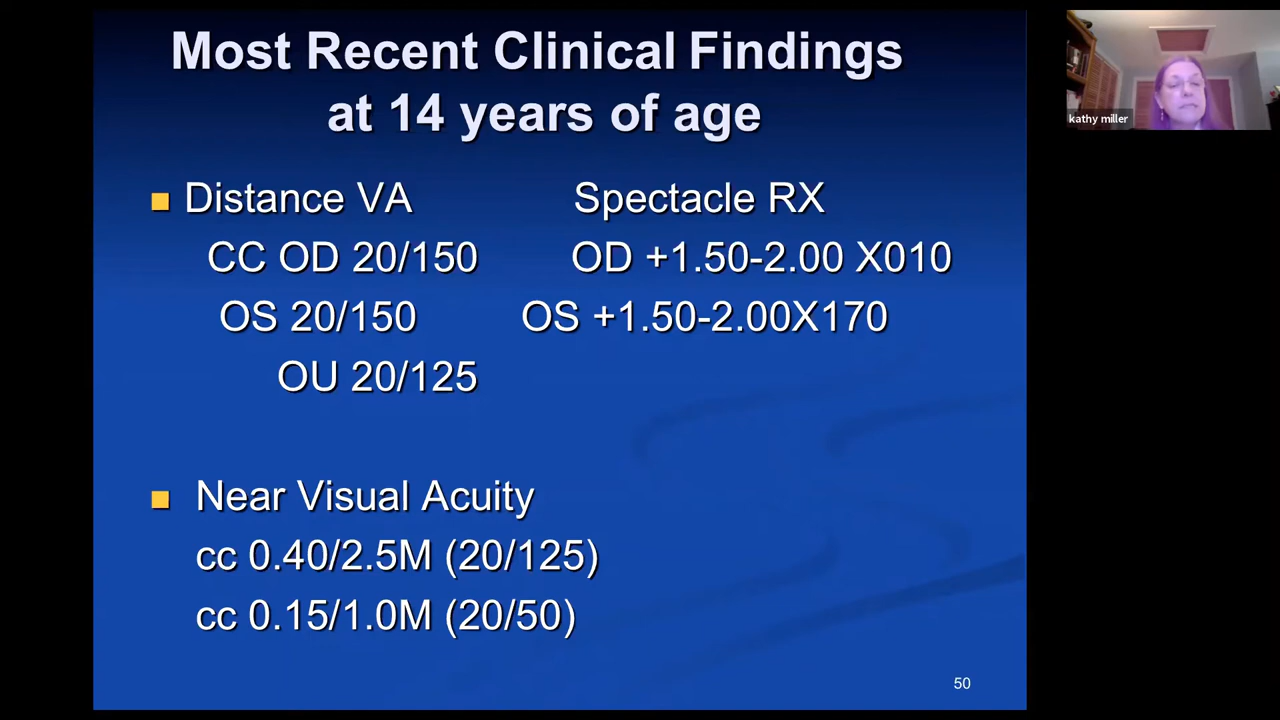 Most Recent Clinical Findings
at 14 years of age
Distance VA Spectacle RX
CC OD 20/150 OD +1.50-2.00 X010
OS 20/150 OS +1.50-2.00X170
OU 20/125
Near Visual Acuity
cc 0.40/2.5M (20/125)
cc 0.15/1.0M (20/50)
50
kathy miller